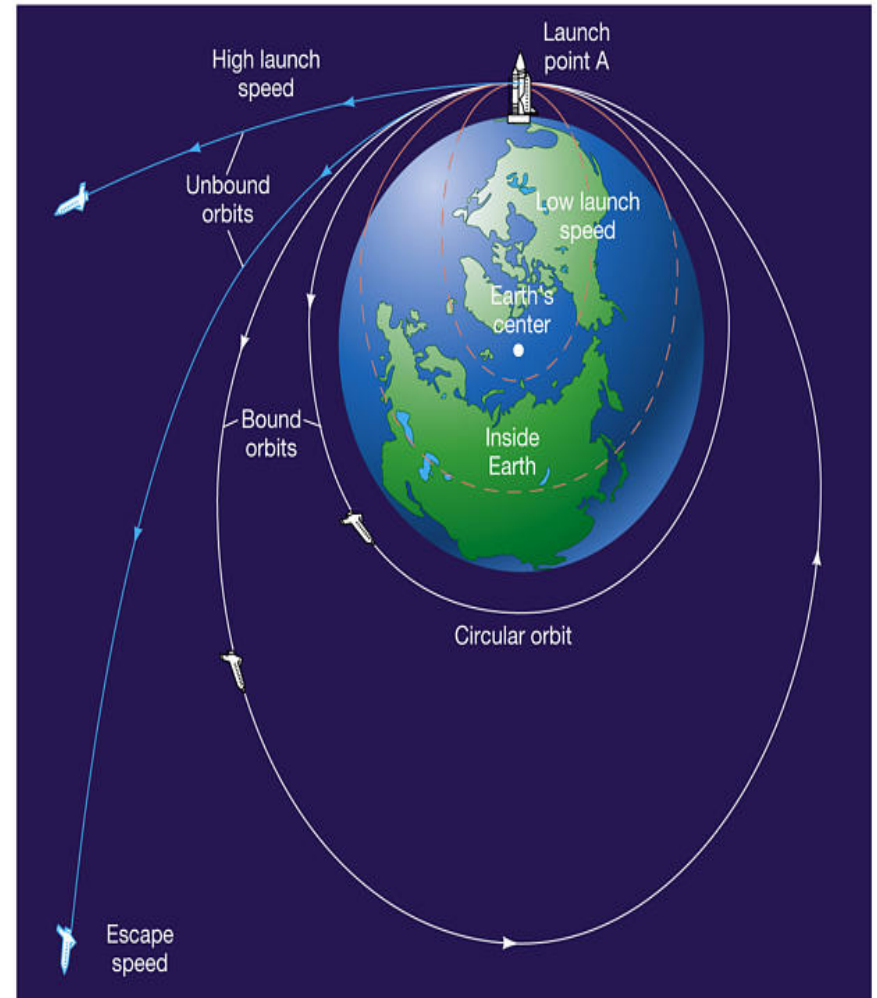 Launch
point A
High launch
speed
Unbound
orbits
Low launch
speed
Earth's
center
Bound
orbits
Inside
Earth
Circular orbit
Escape
speed